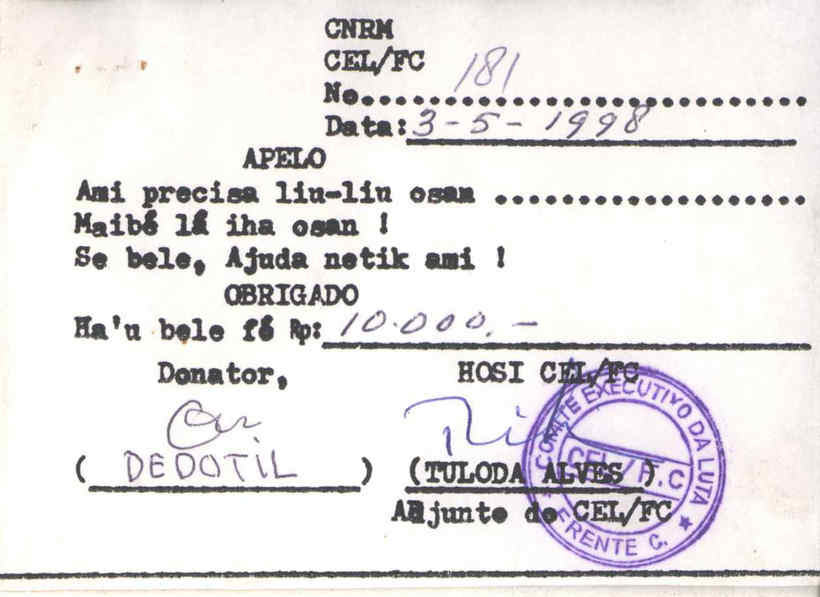 CNRM
CEL/FC
No.......................... 181
Data: 3-5-1998
APELO
Ami precisa liu-liu osan ...................
Maibé lá iha osan !
Se bele, Ajuda netik ami !
OBRIGADO
Ha'u bele fó Rp: 10.000,-
Donator,
HOSI CEL/FC
( DEDOTIL )
(TULODA ALVES )
Adjunto do CEL/FC
COMITE EXECUTIVO DA LUTA
CEL/F.C
FRENTE C.